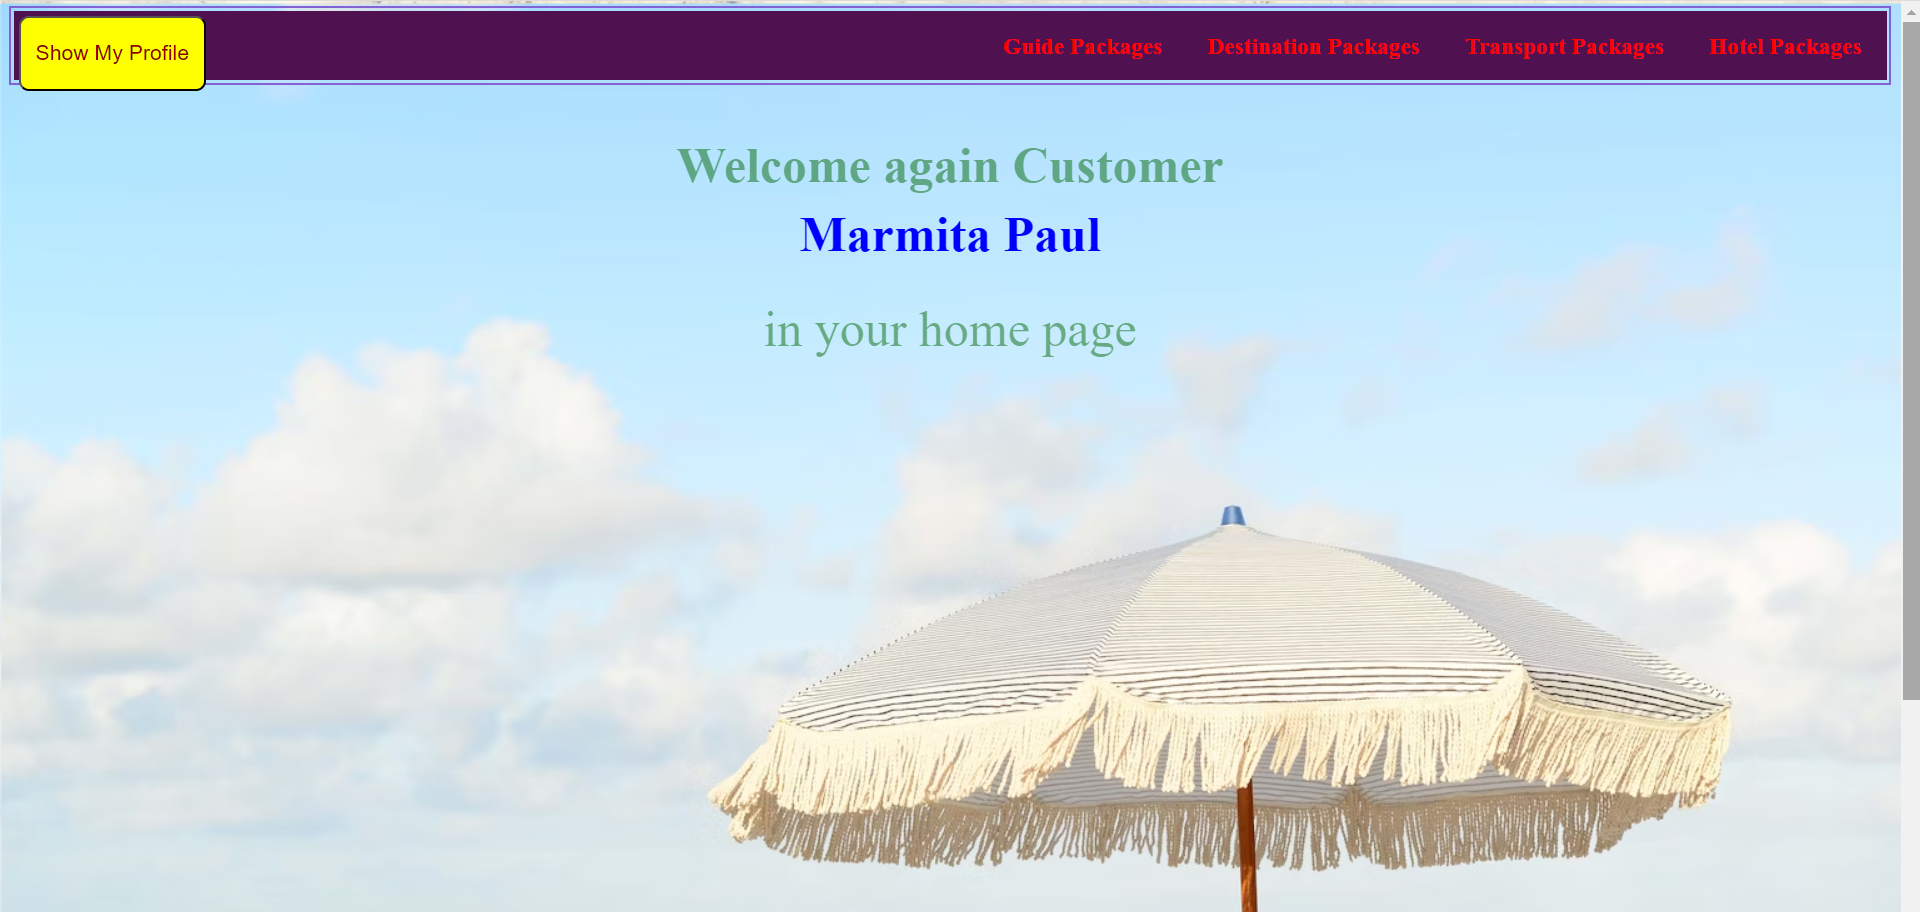 Show My Profile
Guide Packages Destination Packages Transport Packages Hotel Packages
Welcome again Customer
Marmita Paul
in your home page